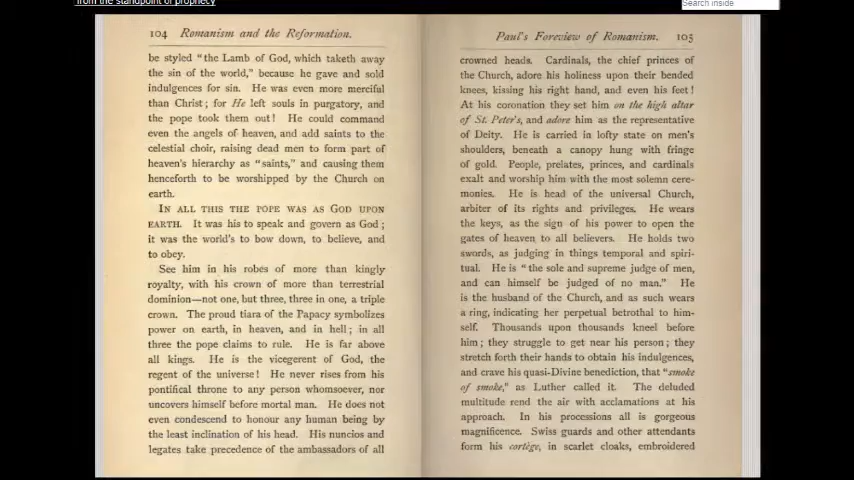 from the standpoint of prophecy
Search inside
104 Romanism and the Reformation.
be styled "the Lamb of God, which taketh away
the sin of the world," because he gave and sold
indulgences for sin. He was even more merciful
than Christ; for He left souls in purgatory, and
the pope took them out! He could command
even the angels of heaven, and add saints to the
celestial choir, raising dead men to form part of
heaven's hierarchy as "saints," and causing them
henceforth to be worshipped by the Church on
earth.
IN ALL THIS THE POPE WAS AS GOD UPON
EARTH. It was his to speak and govern as God;
it was the world's to bow down, to believe, and
to obey.
See him in his robes of more than kingly
royalty, with his crown of more than terrestrial
dominion—not one, but three, three in one, a triple
crown. The proud tiara of the Papacy symbolizes
power on earth, in heaven, and in hell; in all
three the pope claims to rule. He is far above
all kings. He is the vicegerent of God, the
regent of the universe! He never rises from his
pontifical throne to any person whomsoever, nor
uncovers himself before mortal man. He does not
even condescend to honour any human being by
the least inclination of his head. His nuncios and
legates take precedence of the ambassadors of all
Paul's Foreview of Romanism. 105
crowned heads. Cardinals, the chief princes of
the Church, adore his holiness upon their bended
knees, kissing his right hand, and even his feet!
At his coronation they set him on the high altar
of St. Peter's, and adore him as the representative
of Deity. He is carried in lofty state on men's
shoulders, beneath a canopy hung with fringe
of gold. People, prelates, princes, and cardinals
exalt and worship him with the most solemn cere-
monies. He is head of the universal Church,
arbiter of its rights and privileges. He wears
the keys, as the sign of his power to open the
gates of heaven to all believers. He holds two
swords, as judging in things temporal and spiri-
tual. He is "the sole and supreme judge of men,
and can himself be judged of no man." He
is the husband of the Church, and as such wears
a ring, indicating her perpetual betrothal to him-
self. Thousands upon thousands kneel before
him; they struggle to get near his person; they
stretch forth their hands to obtain his indulgences,
and crave his quasi-Divine benediction, that "smoke
of smoke," as Luther called it. The deluded
multitude rend the air with acclamations at his
approach. In his processions all is gorgeous
magnificence. Swiss guards and other attendants
form his cortège, in scarlet cloaks, embroidered